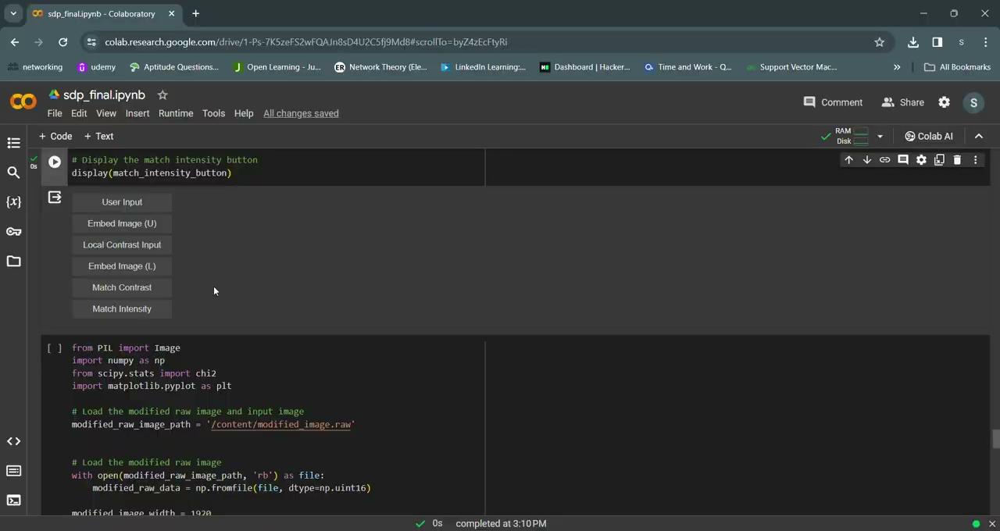 sdp_final.ipynb - Colaboratory
colab.research.google.com/drive/1-Ps-7K5zeFS2wFQAJn8sD4U2C5fj9Md8#scrollTo=byZ4zEcFtyRi
S
networking
udemy
Aptitude Questions...
Open Learning - Ju...
ER Network Theory (Ele...
LinkedIn Learning:...
Dashboard | Hacker...
Time and Work - Q...
Support Vector Mac...
»
All Bookmarks
sdp_final.ipynb
Comment
Share
S
File Edit View Insert Runtime Tools Help All changes saved
+ Code + Text
RAM
Disk
Colab AI
0s
# Display the match intensity button
display(match_intensity_button)
User Input
Embed Image (U)
Local Contrast Input
Embed Image (L)
Match Contrast
Match Intensity
[ ] from PIL import Image
import numpy as np
from scipy.stats import chi2
import matplotlib.pyplot as plt
# Load the modified raw image and input image
modified_raw_image_path = '/content/modified_image.raw'
# Load the modified raw image
with open(modified_raw_image_path, 'rb') as file:
modified_raw_data = np.fromfile(file, dtype=np.uint16)
modified_image_width = 1920
0s completed at 3:10 PM